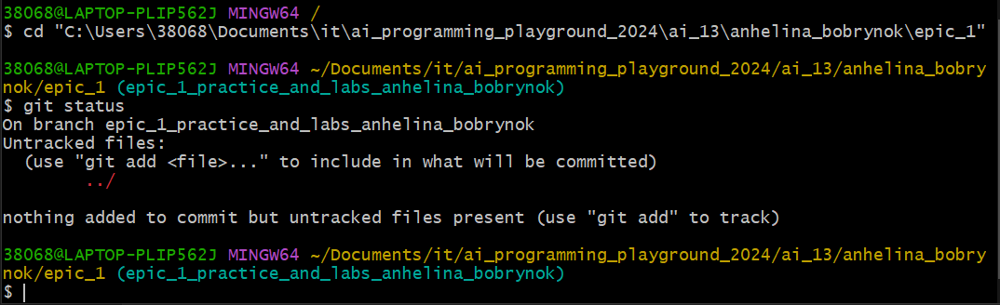 38068@LAPTOP-PLIP562J MINGW64 /
$ cd "C:\Users\38068\Documents\it\ai_programming_playground_2024\ai_13\anhelina_bobrynok\epic_1"
38068@LAPTOP-PLIP562J MINGW64 ~/Documents/it/ai_programming_playground_2024/ai_13/anhelina_bobry
nok/epic_1 (epic_1_practice_and_labs_anhelina_bobrynok)
$ git status
On branch epic_1_practice_and_labs_anhelina_bobrynok
Untracked files:
  (use "git add <file>..." to include in what will be committed)
        ../
nothing added to commit but untracked files present (use "git add" to track)
38068@LAPTOP-PLIP562J MINGW64 ~/Documents/it/ai_programming_playground_2024/ai_13/anhelina_bobry
nok/epic_1 (epic_1_practice_and_labs_anhelina_bobrynok)
$